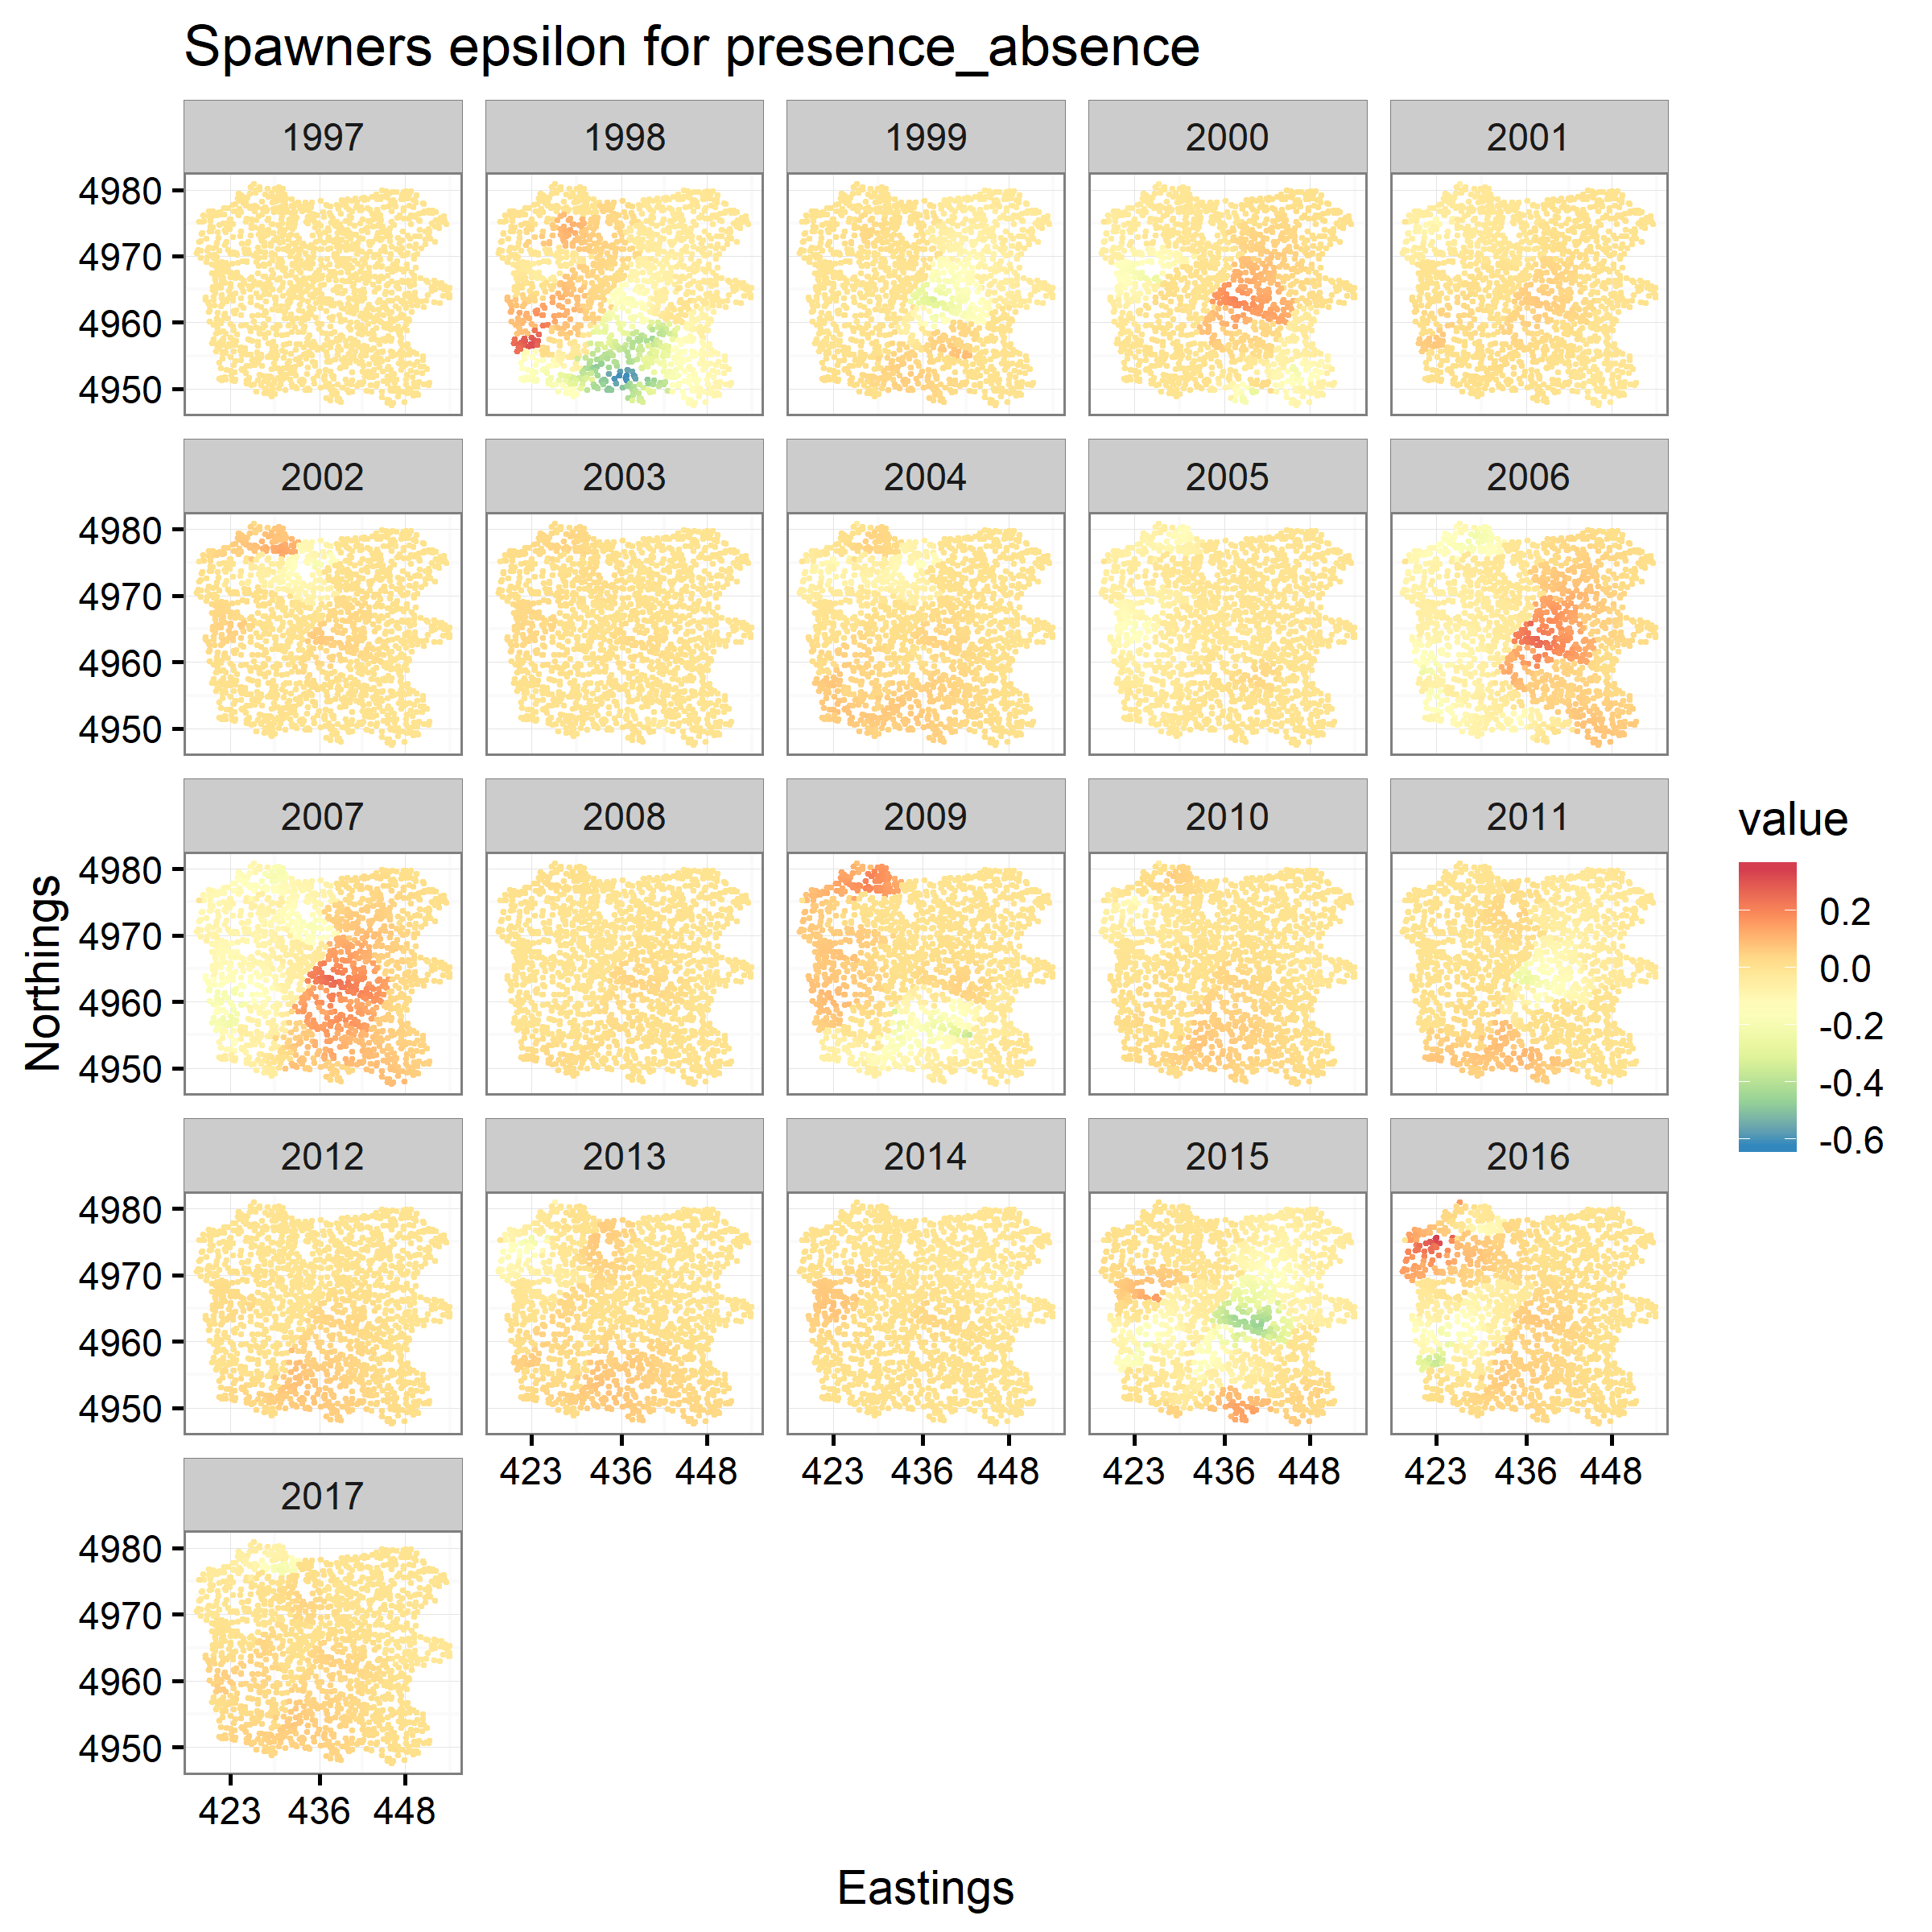 Spawners epsilon for presence_absence
1997 1998 1999 2000 2001
4980
4970
4960
4950
2002 2003 2004 2005 2006
4980
4970
4960
4950
2007 2008 2009 2010 2011
4980
4970
4960
4950
2012 2013 2014 2015 2016
4980
4970
4960
4950
423 436 448 423 436 448 423 436 448 423 436 448
2017
4980
4970
4960
4950
423 436 448
Eastings
Northings
value
0.2
0.0
-0.2
-0.4
-0.6